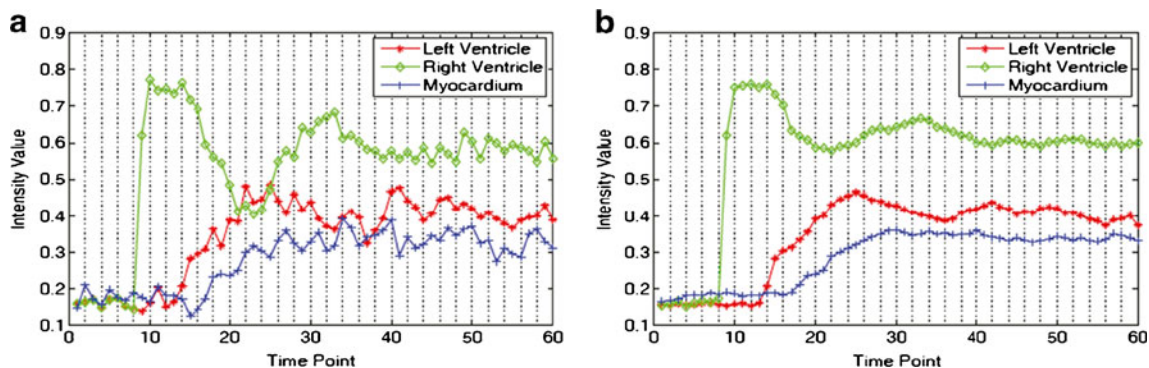 a
0.9
0.8
0.7
0.6
0.5
0.4
0.3
0.2
0.1
0 10 20 30 40 50 60
Intensity Value
Time Point
Left Ventricle
Right Ventricle
Myocardium
b
0.9
0.8
0.7
0.6
0.5
0.4
0.3
0.2
0.1
0 10 20 30 40 50 60
Intensity Value
Time Point
Left Ventricle
Right Ventricle
Myocardium